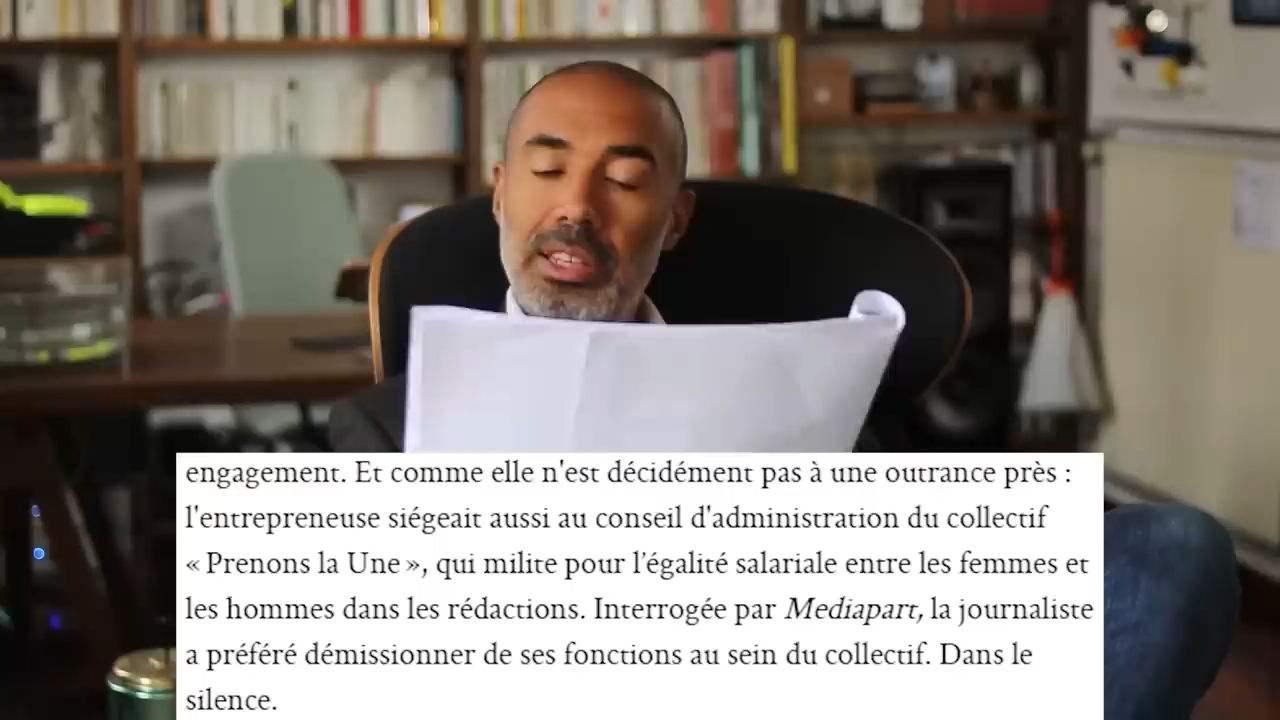 engagement. Et comme elle n'est décidément pas à une outrance près :
l'entrepreneuse siégeait aussi au conseil d'administration du collectif
« Prenons la Une », qui milite pour l’égalité salariale entre les femmes et
les hommes dans les rédactions. Interrogée par Mediapart, la journaliste
a préféré démissionner de ses fonctions au sein du collectif. Dans le
silence.